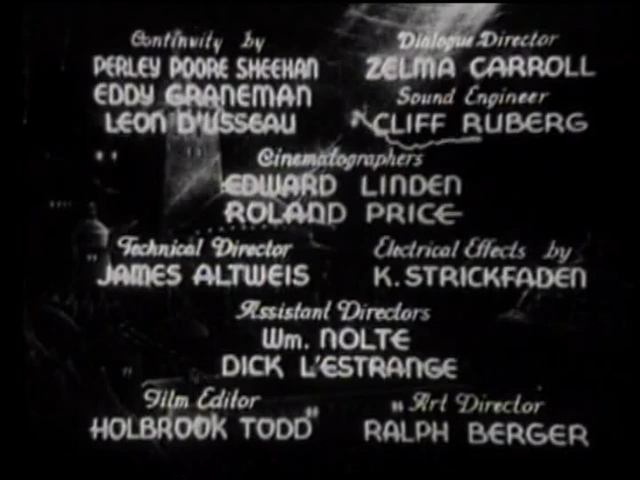 Continuity by
PERLEY POORE SHEEHAN
EDDY GRANEMAN
LEON D'USSEAU
Dialogue Director
ZELMA CARROLL
Sound Engineer
CLIFF RUBERG
Cinematographers
EDWARD LINDEN
ROLAND PRICE
Technical Director
JAMES ALTWEIS
Electrical Effects by
K. STRICKFADEN
Assistant Directors
Wm. NOLTE
DICK L'ESTRANGE
Film Editor
HOLBROOK TODD
Art Director
RALPH BERGER